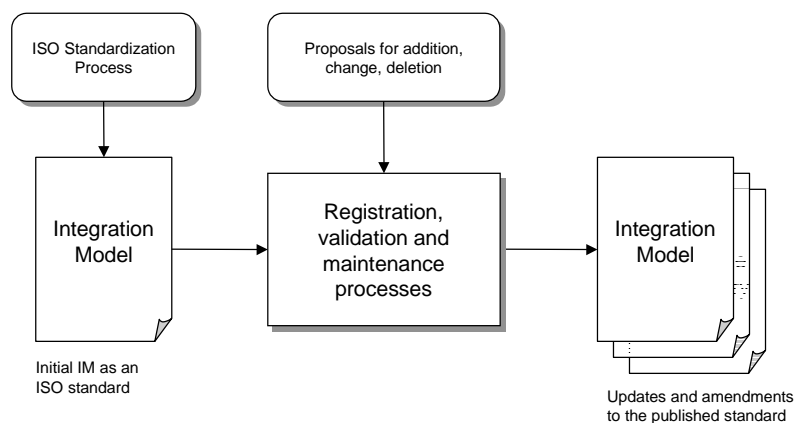 ISO Standardization
Process
Proposals for addition,
change, deletion
Integration
Model
Registration,
validation and
maintenance
processes
Integration
Model
Initial IM as an
ISO standard
Updates and amendments
to the published standard